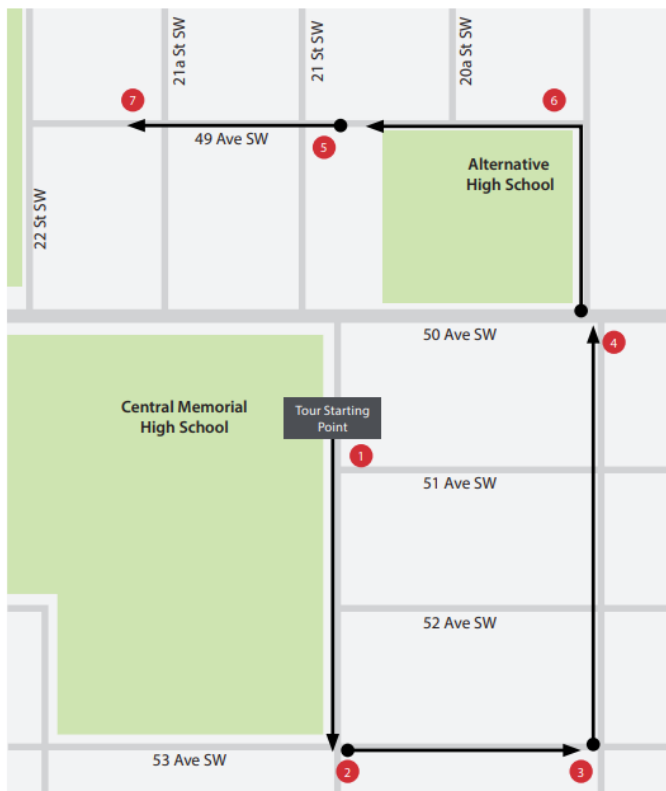 21a St SW
21 St SW
20a St SW
7
6
49 Ave SW
5
Alternative
High School
22 St SW
50 Ave SW
4
Central Memorial
High School
Tour Starting
Point
1
51 Ave SW
52 Ave SW
53 Ave SW
2
3